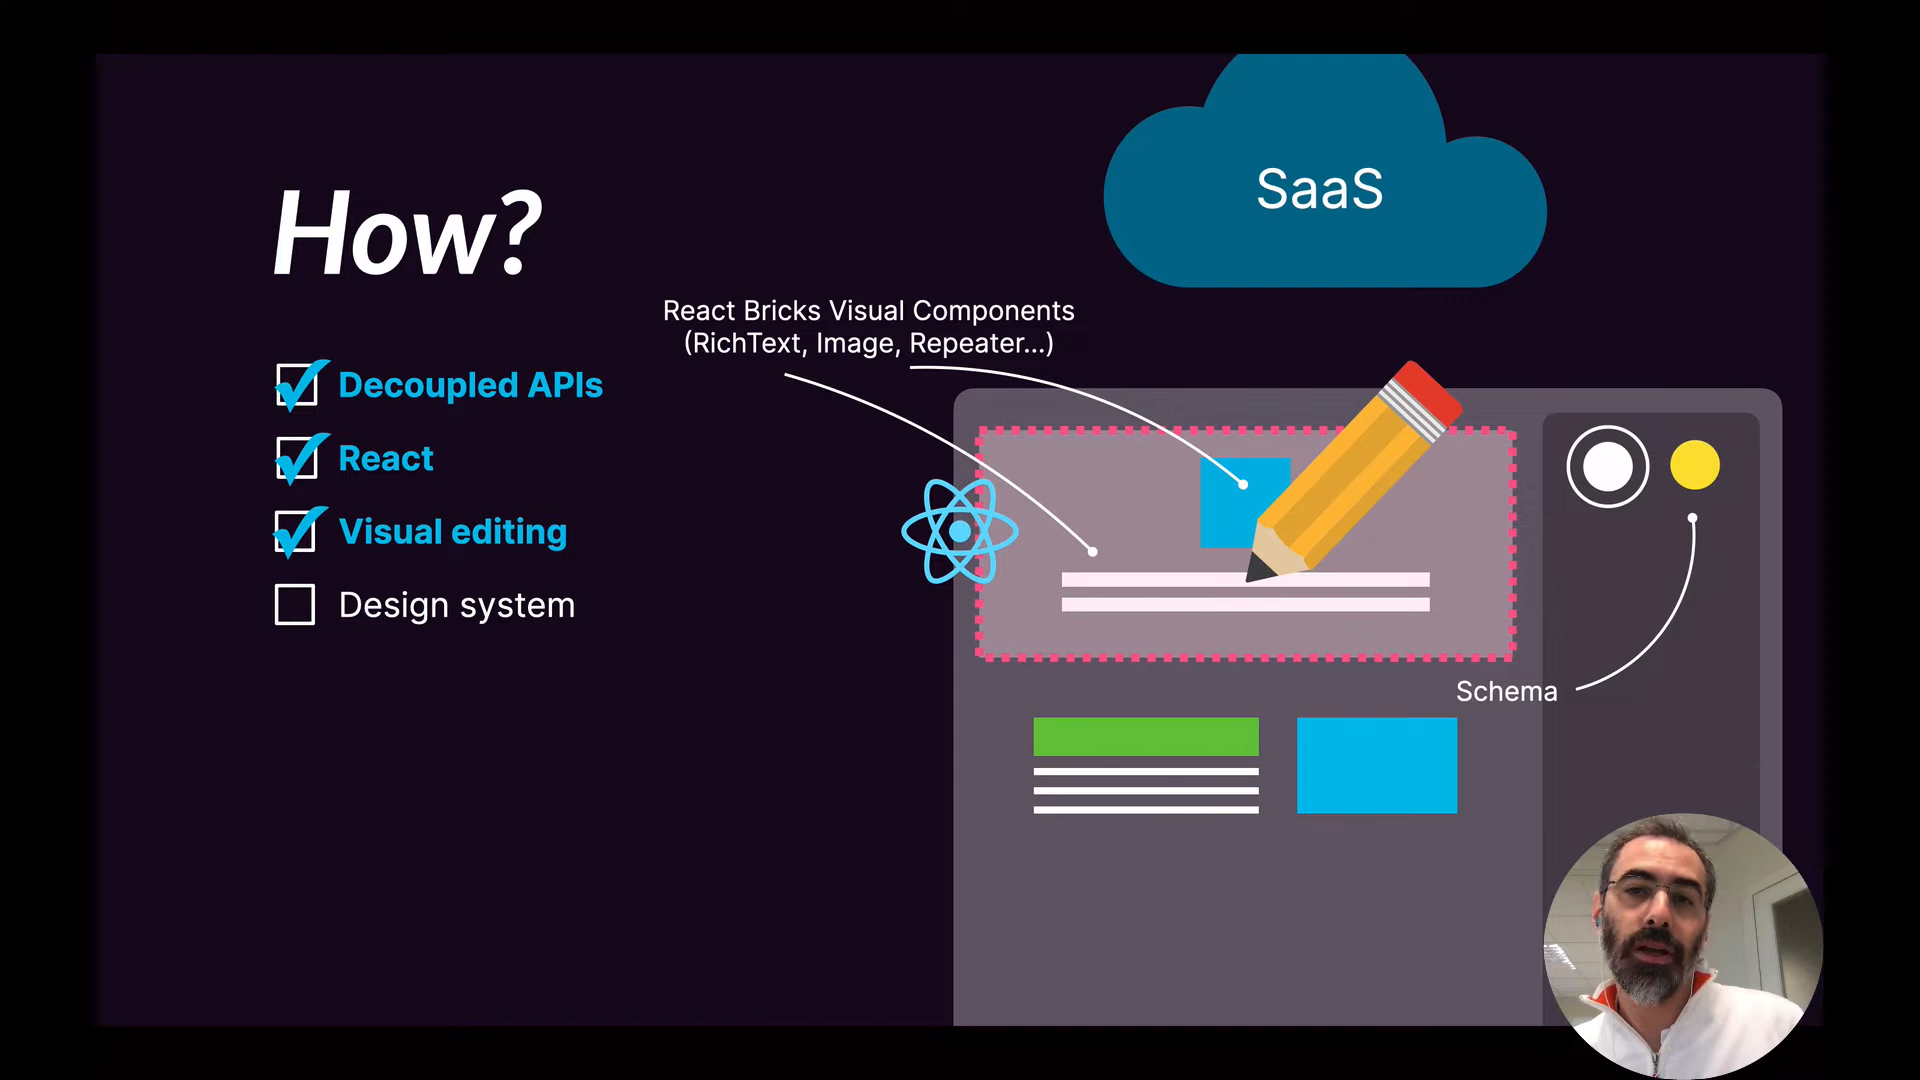 SaaS
How?
React Bricks Visual Components
(RichText, Image, Repeater...)
Decoupled APIs
React
Visual editing
Design system
Schema